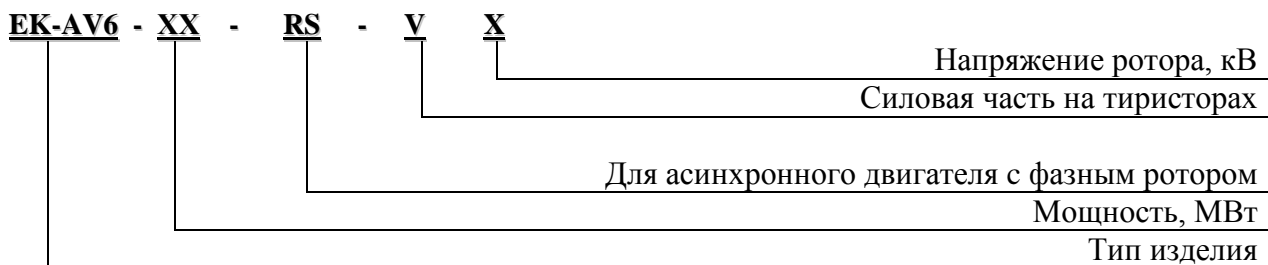 EK-AV6 - XX - RS - V X
Напряжение ротора, кВ
Силовая часть на тиристорах
Для асинхронного двигателя с фазным ротором
Мощность, МВт
Тип изделия